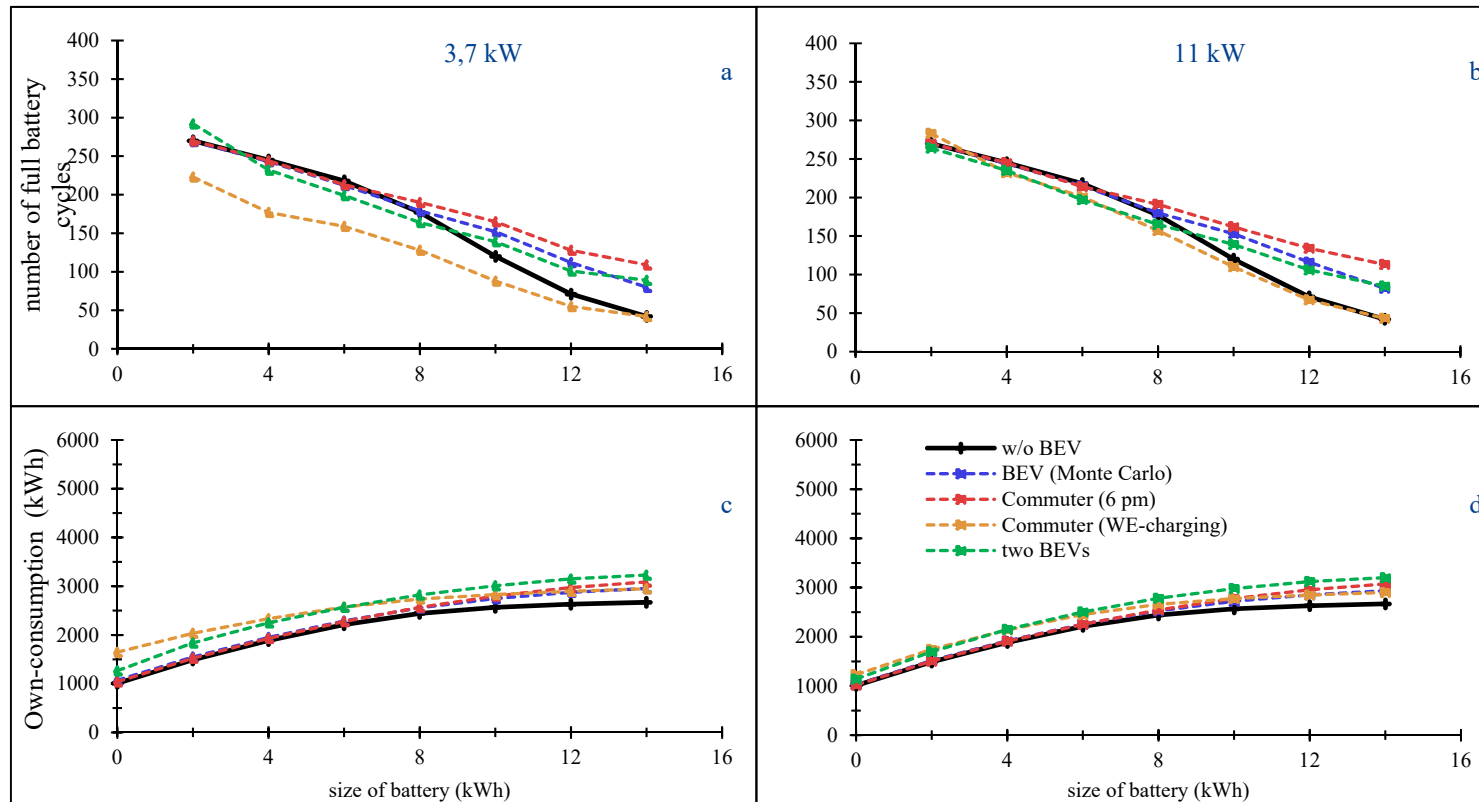 3,7 kW
a
number of full battery
cycles
400
350
300
250
200
150
100
50
0
0 4 8 12 16
11 kW
b
400
350
300
250
200
150
100
50
0
0 4 8 12 16
c
Own-consumption (kWh)
6000
5000
4000
3000
2000
1000
0
0 4 8 12 16
size of battery (kWh)
d
6000
5000
4000
3000
2000
1000
0
w/o BEV
BEV (Monte Carlo)
Commuter (6 pm)
Commuter (WE-charging)
two BEVs
0 4 8 12 16
size of battery (kWh)